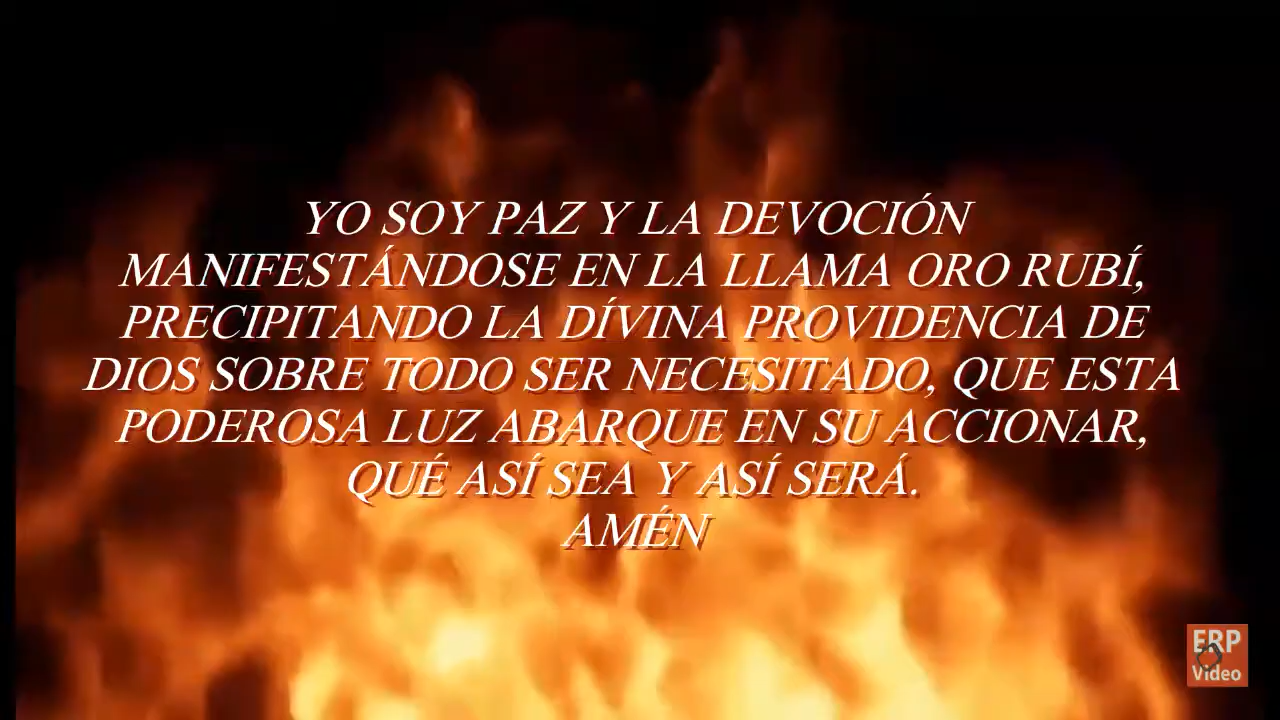 YO SOY PAZ Y LA DEVOCIÓN
MANIFESTÁNDOSE EN LA LLAMA ORO RUBÍ,
PRECIPITANDO LA DÍVINA PROVIDENCIA DE
DIOS SOBRE TODO SER NECESITADO, QUE ESTA
PODEROSA LUZ ABARQUE EN SU ACCIONAR,
QUÉ ASÍ SEA Y ASÍ SERÁ.
AMÉN
ERP
Video